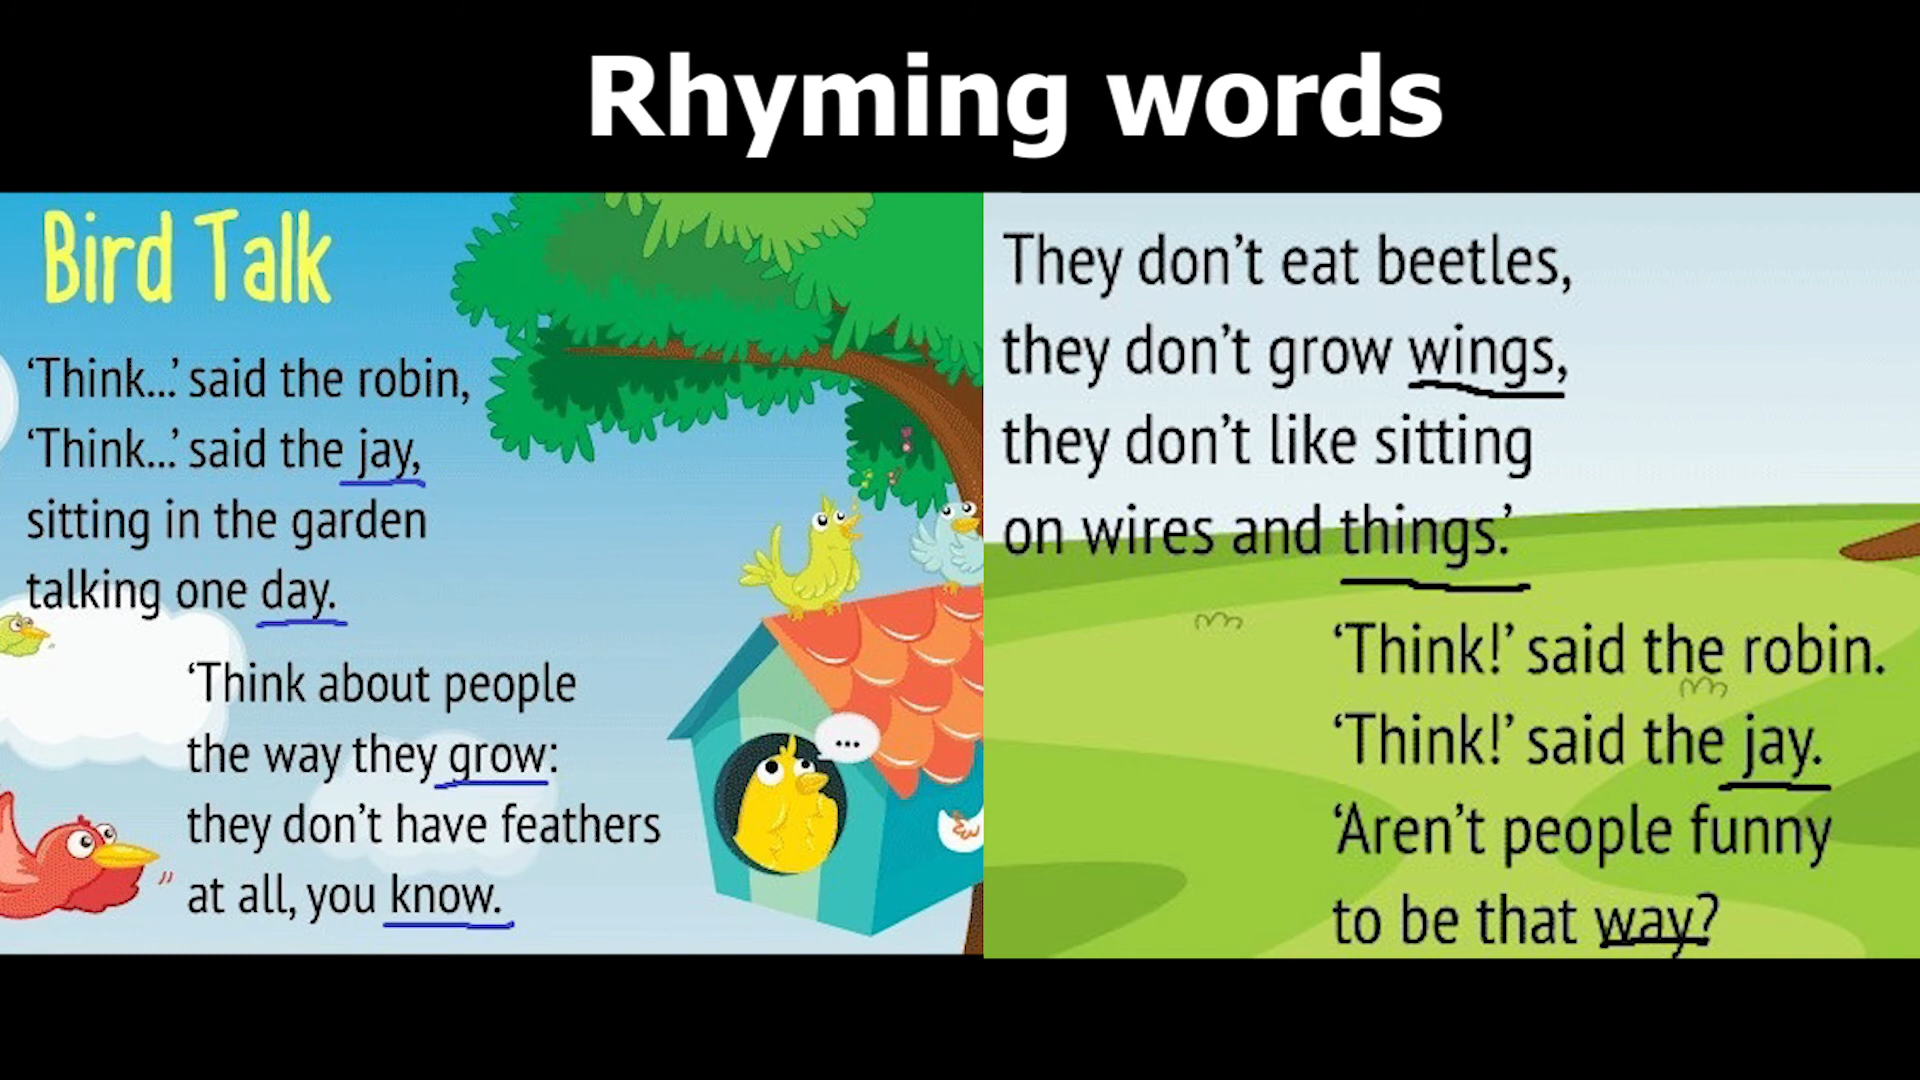 Rhyming words
Bird Talk
‘Think...’ said the robin,
‘Think...’ said the jay,
sitting in the garden
talking one day.
‘Think about people
the way they grow:
they don’t have feathers
at all, you know.
...
They don’t eat beetles,
they don’t grow wings,
they don’t like sitting
on wires and things.’
‘Think!’ said the robin.
‘Think!’ said the jay.
‘Aren’t people funny
to be that way?